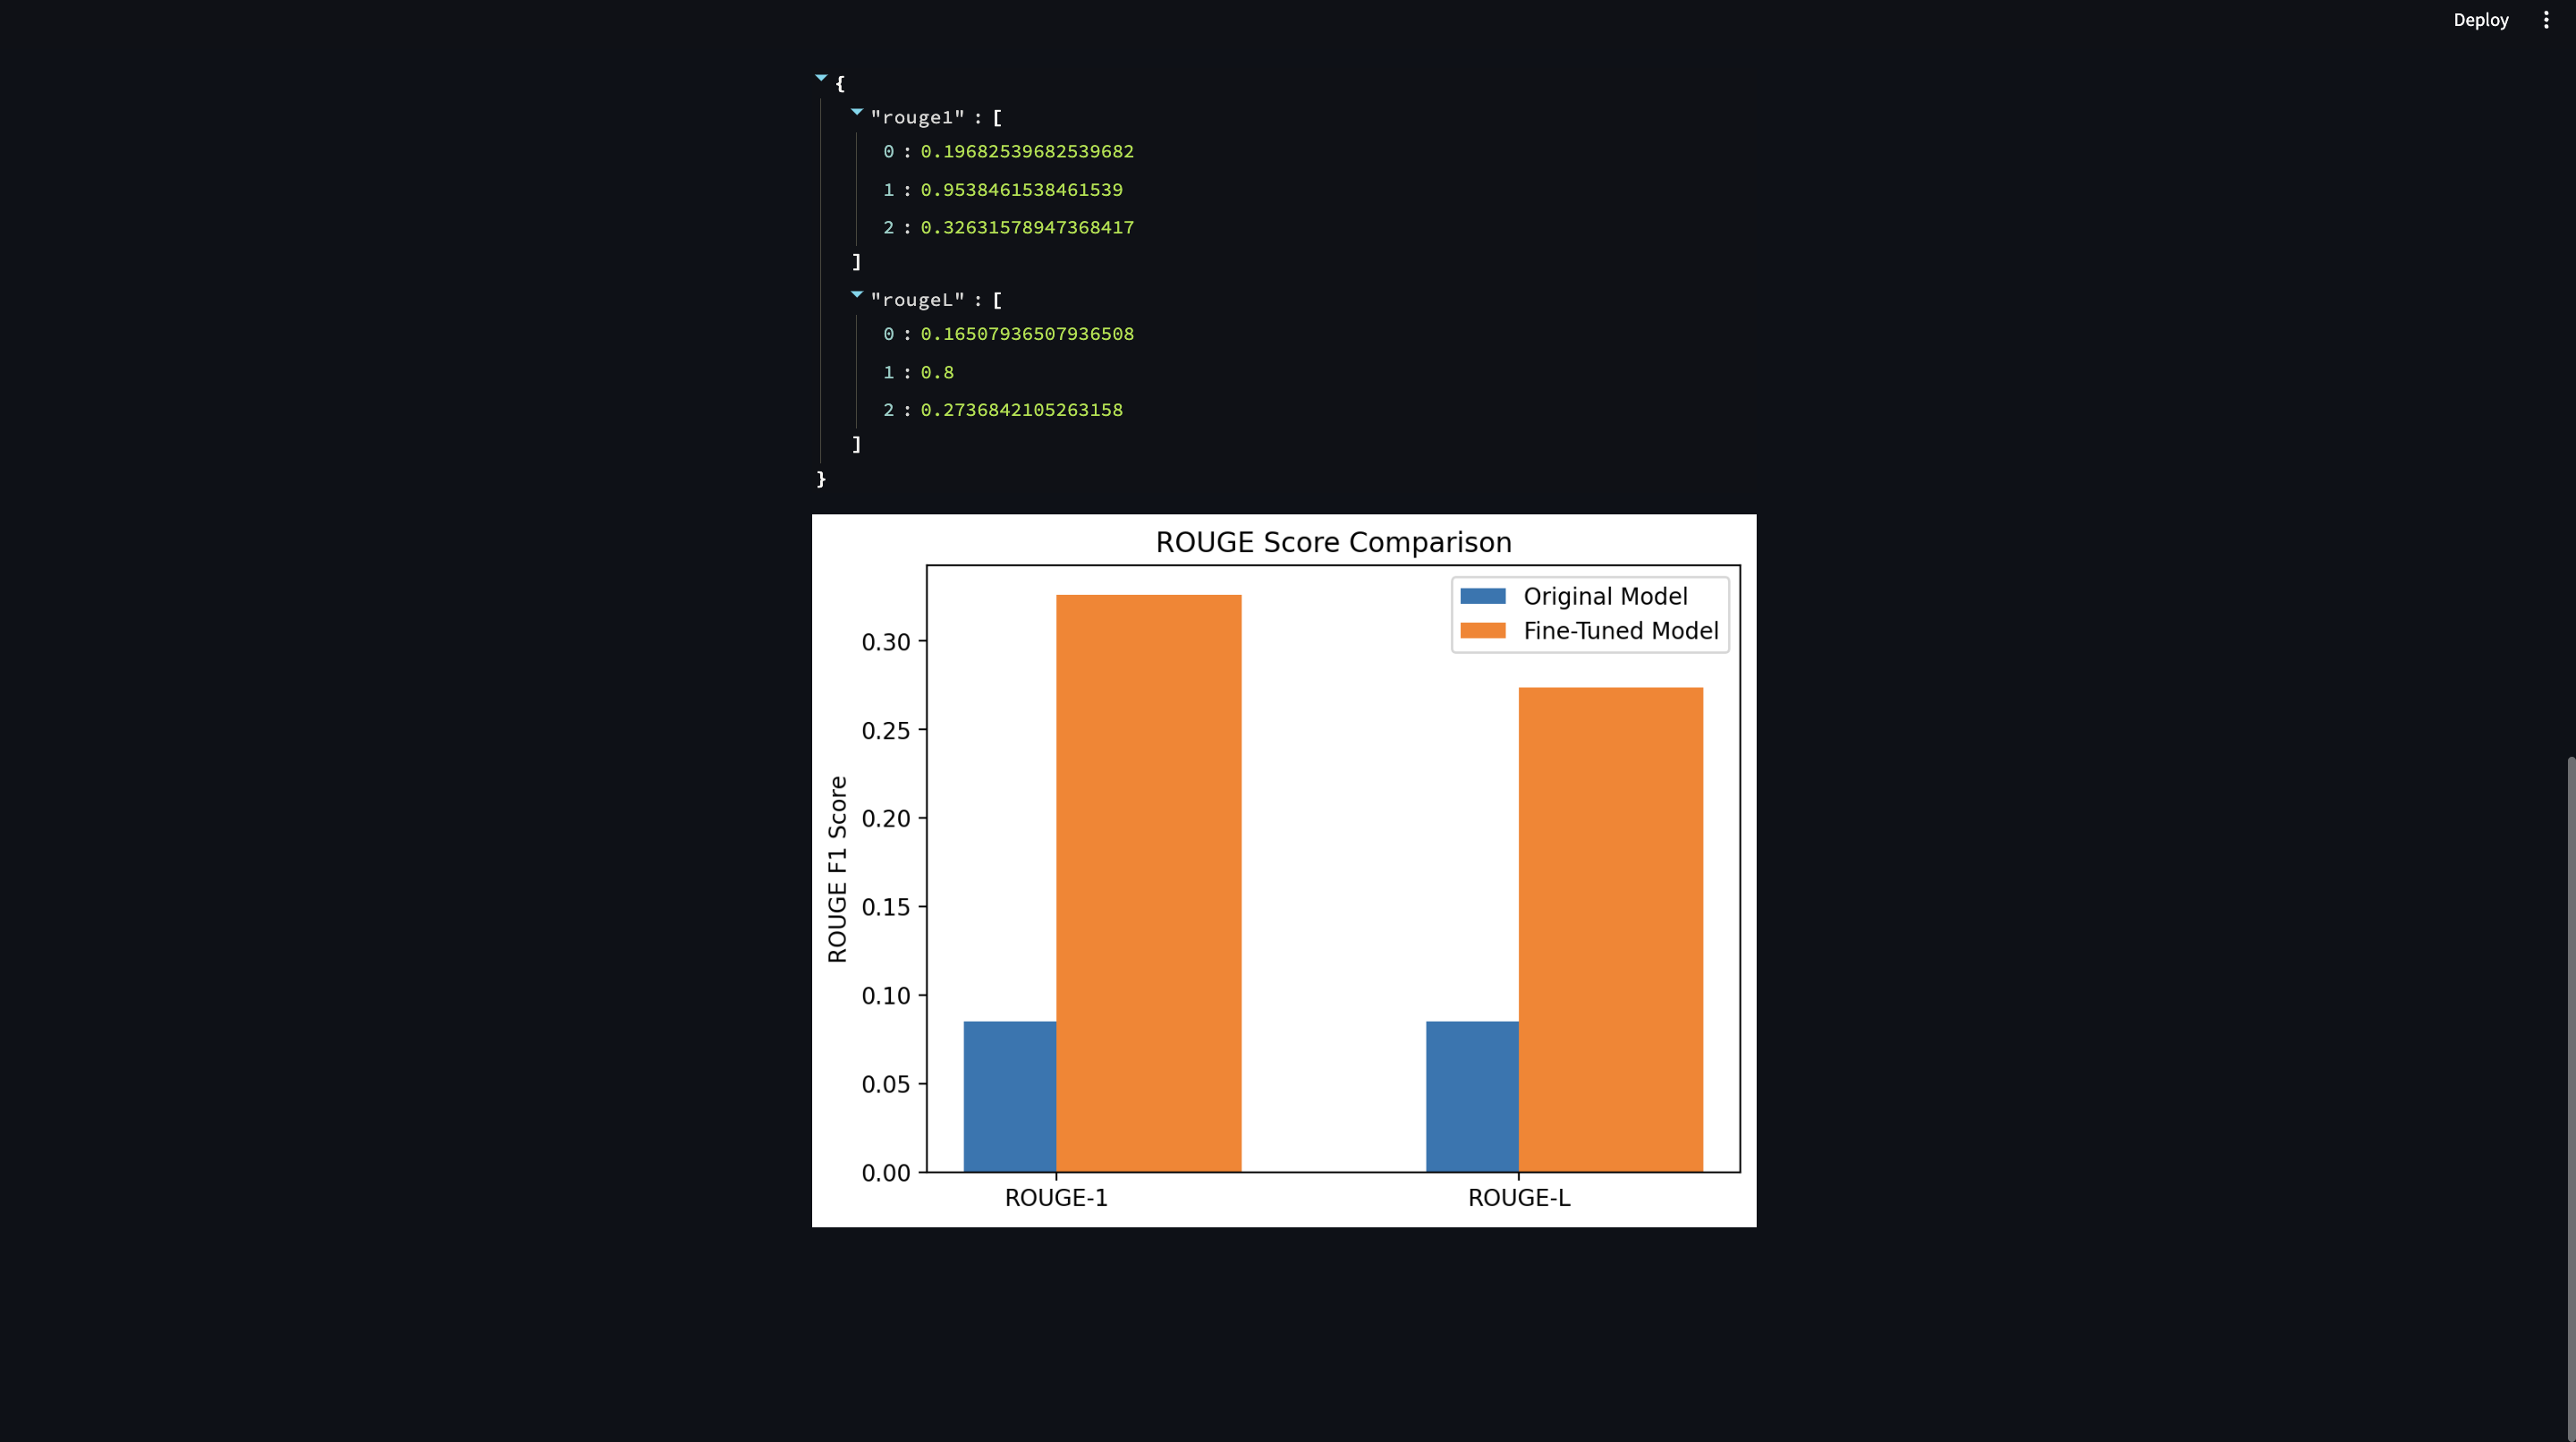 Deploy
{
"rouge1" : [
0 : 0.19682539682539682
1 : 0.9538461538461539
2 : 0.32631578947368417
]
"rougeL" : [
0 : 0.16507936507936508
1 : 0.8
2 : 0.2736842105263158
]
}
ROUGE Score Comparison
Original Model
Fine-Tuned Model
ROUGE F1 Score
0.30
0.25
0.20
0.15
0.10
0.05
0.00
ROUGE-1 ROUGE-L